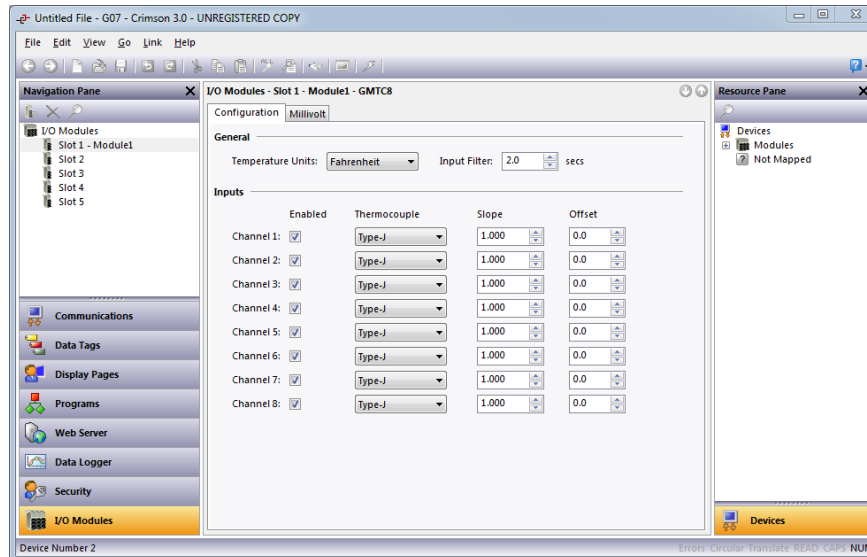 Untitled File - G07 - Crimson 3.0 - UNREGISTERED COPY
File Edit View Go Link Help
Navigation Pane
I/O Modules
Slot 1 - Module1
Slot 2
Slot 3
Slot 4
Slot 5
Communications
Data Tags
Display Pages
Programs
Web Server
Data Logger
Security
I/O Modules
I/O Modules - Slot 1 - Module1 - GMTC8
Configuration Millivolt
General
Temperature Units: Fahrenheit Input Filter: 2.0 secs
Inputs
Enabled Thermocouple Slope Offset
Channel 1: Type-J 1.000 0.0
Channel 2: Type-J 1.000 0.0
Channel 3: Type-J 1.000 0.0
Channel 4: Type-J 1.000 0.0
Channel 5: Type-J 1.000 0.0
Channel 6: Type-J 1.000 0.0
Channel 7: Type-J 1.000 0.0
Channel 8: Type-J 1.000 0.0
Resource Pane
Devices
Modules
Not Mapped
Devices
Device Number 2
Errors Circular Translate READ CAPS NUM